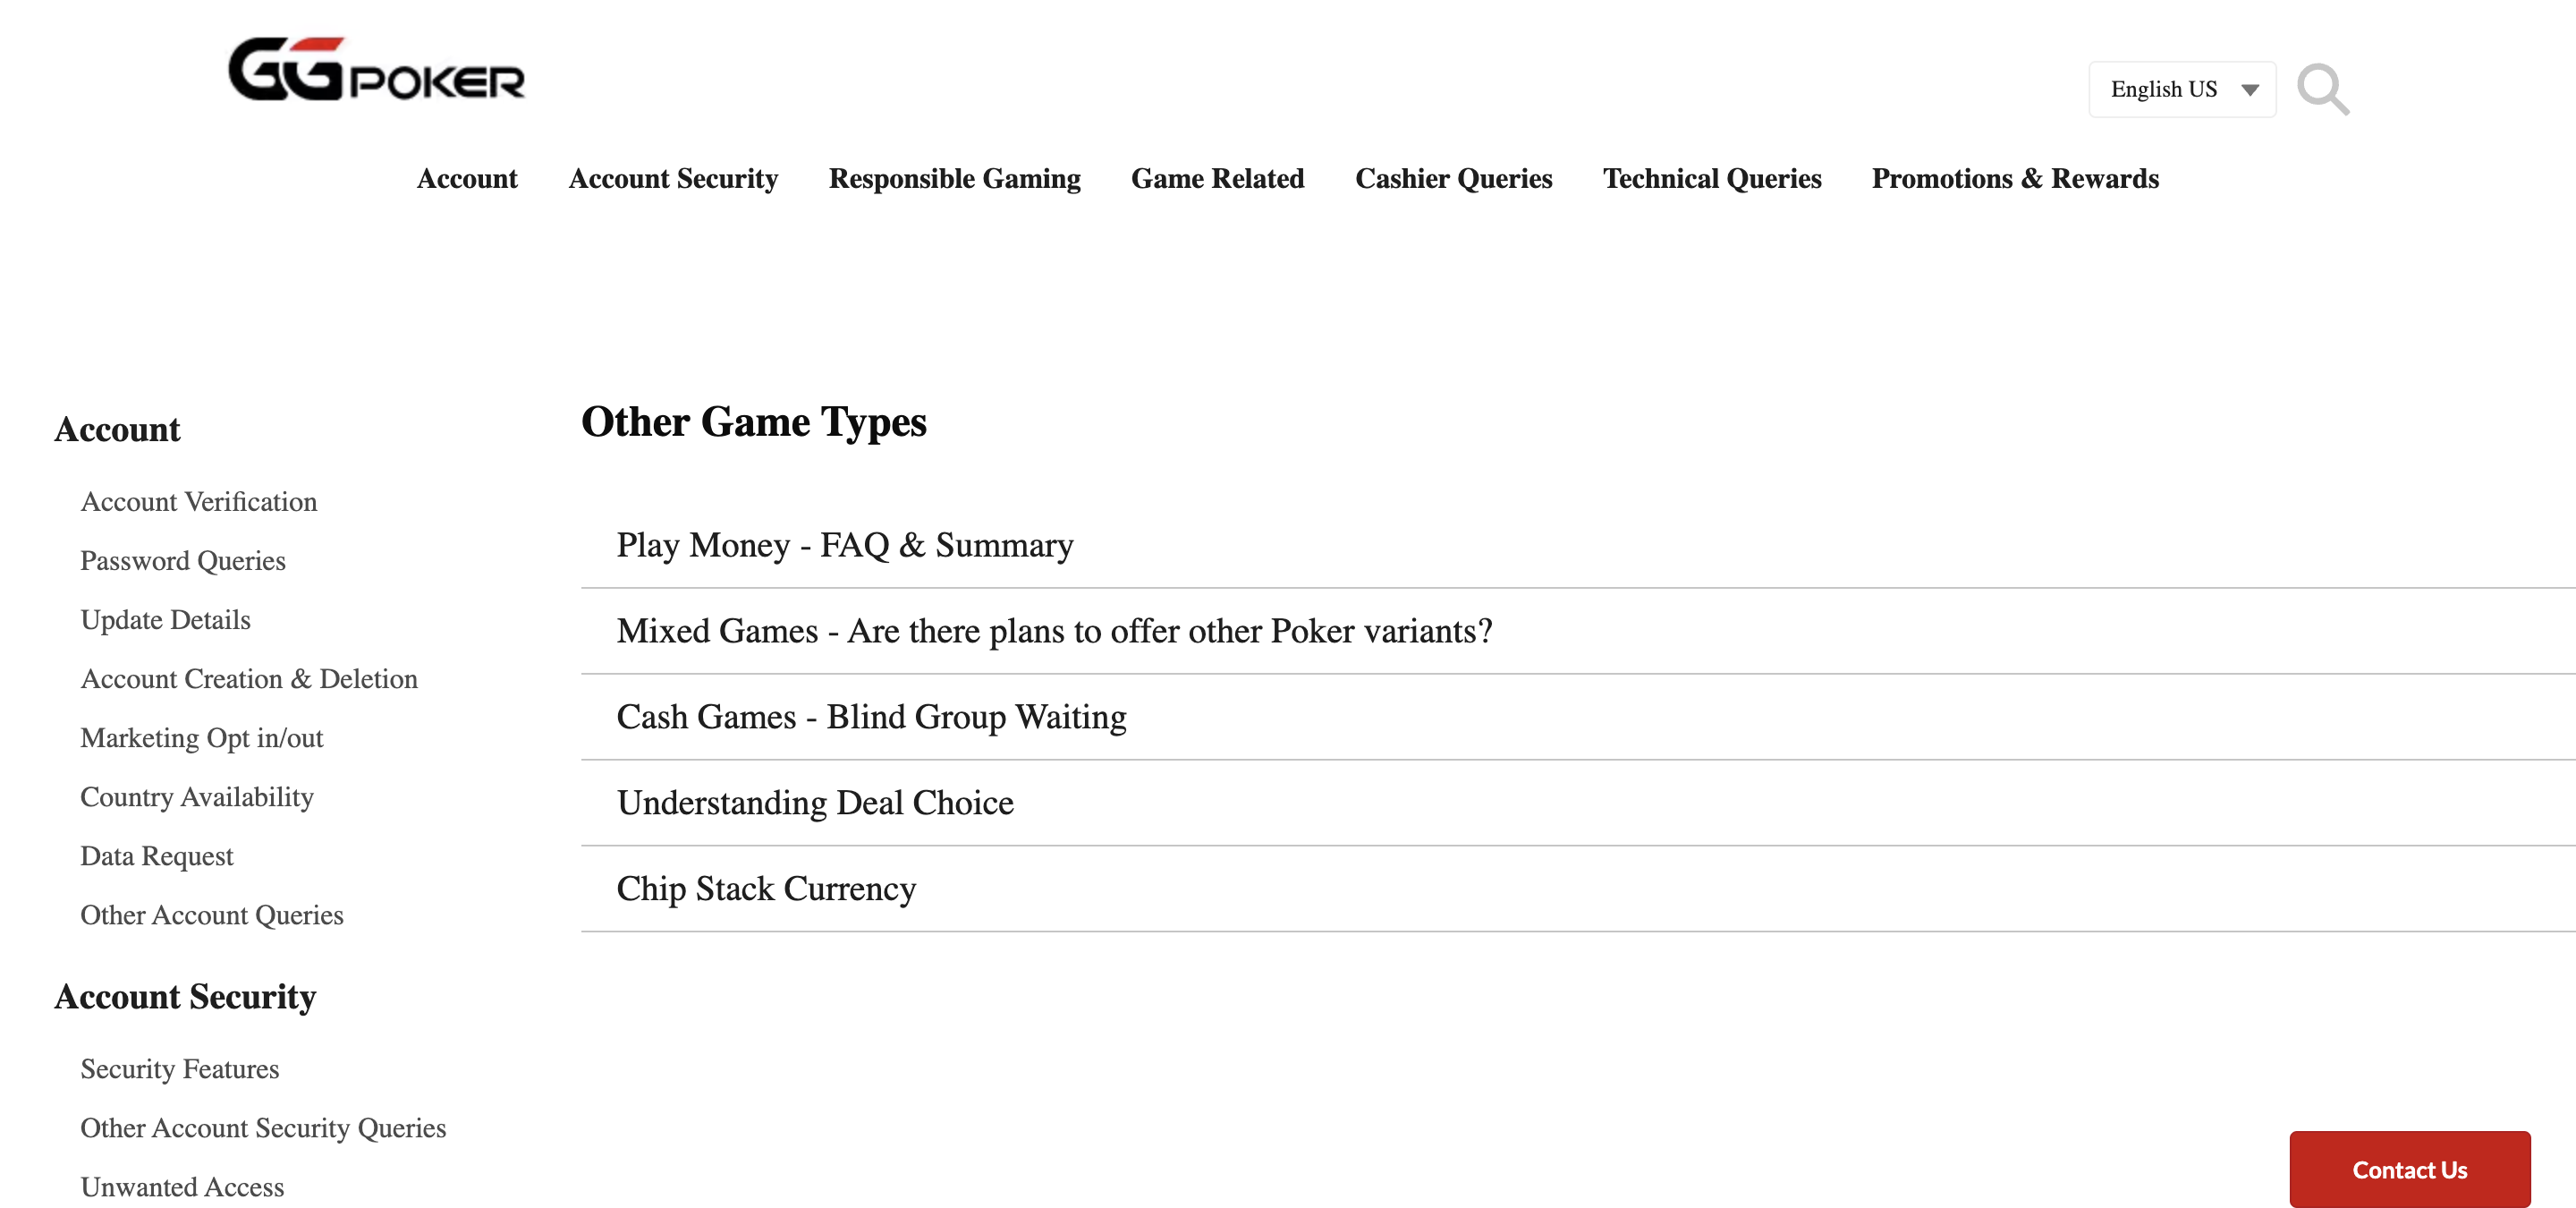 GGPOKER
English US
Account Account Security Responsible Gaming Game Related Cashier Queries Technical Queries Promotions & Rewards
Account
Account Verification
Password Queries
Update Details
Account Creation & Deletion
Marketing Opt in/out
Country Availability
Data Request
Other Account Queries
Account Security
Security Features
Other Account Security Queries
Unwanted Access
Other Game Types
Play Money - FAQ & Summary
Mixed Games - Are there plans to offer other Poker variants?
Cash Games - Blind Group Waiting
Understanding Deal Choice
Chip Stack Currency
Contact Us